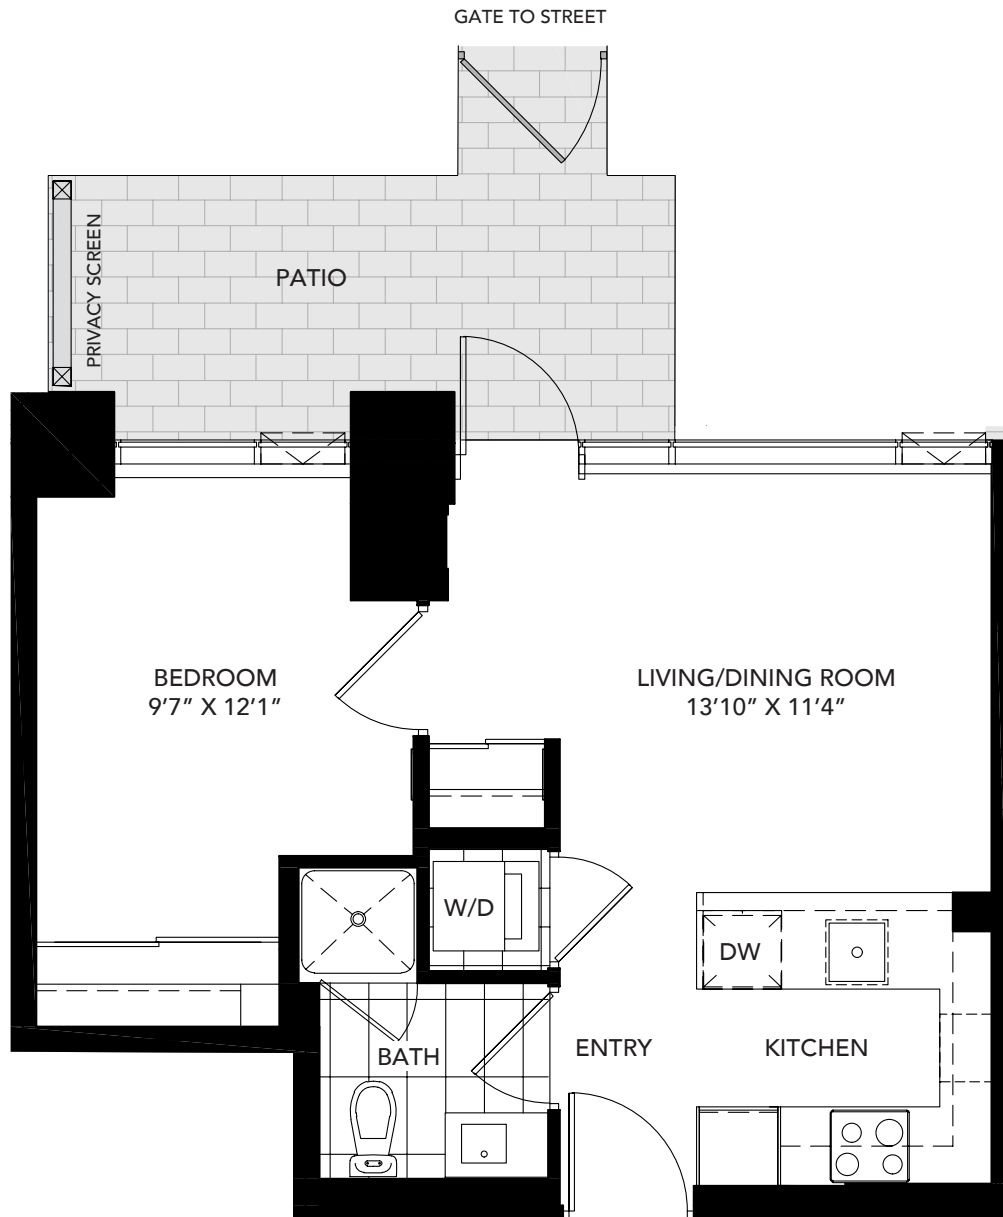 GATE TO STREET
PRIVACY SCREEN
PATIO
BEDROOM
9’7” X 12’1”
LIVING/DINING ROOM
13’10” X 11’4”
W/D
DW
BATH
ENTRY
KITCHEN